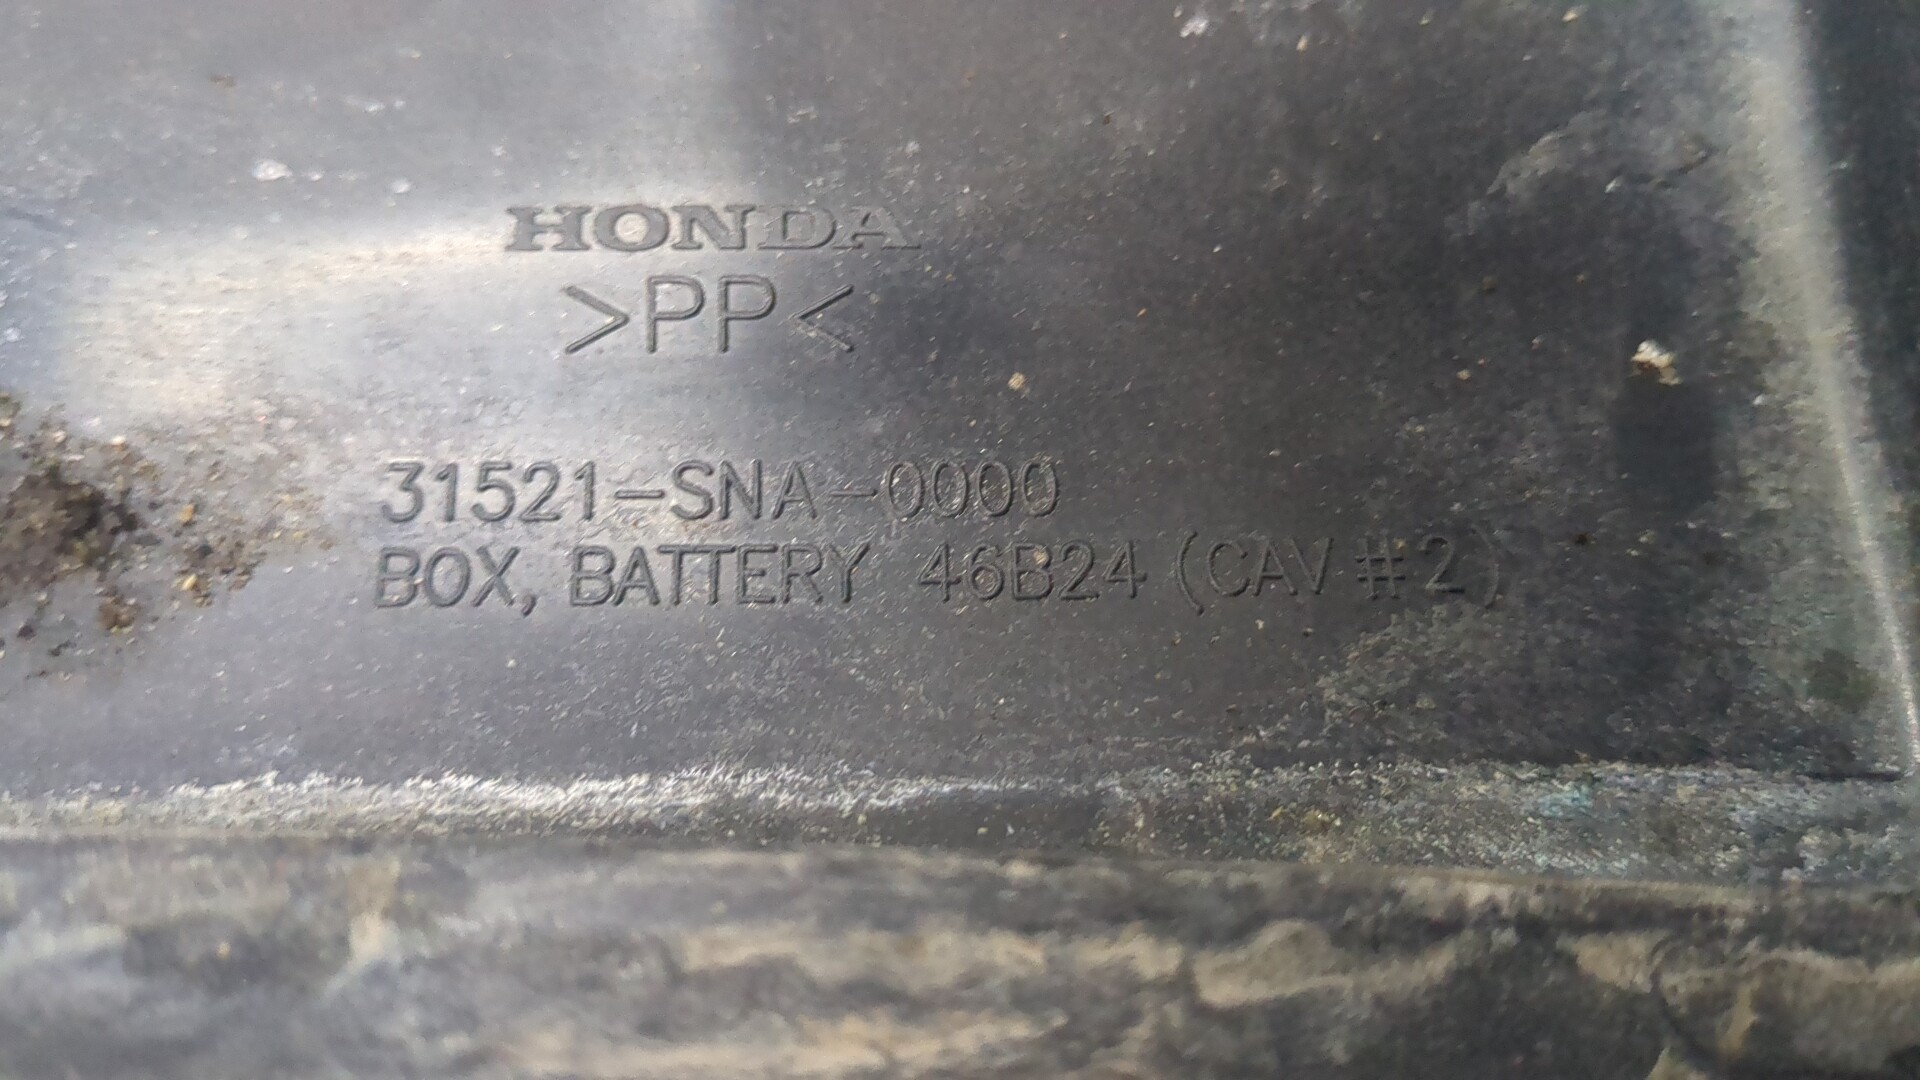 HONDA
>PP<
31521-SNA-0000
BOX, BATTERY 46B24 (CAV #2)